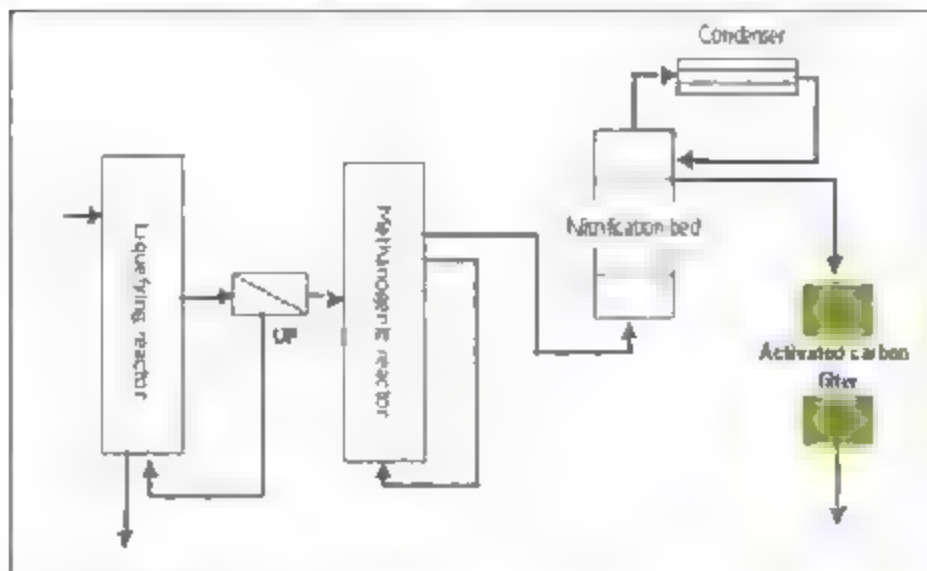 Condenser
Liquefying reactor
UF
Methanogenic reactor
Nitrification bed
Activated carbon
filter